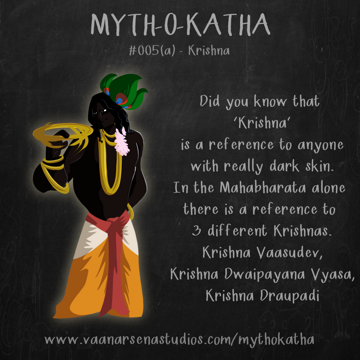 MYTH-O-KATHA
#005(a) - Krishna
Did you know that
'Krishna'
is a reference to anyone
with really dark skin.
In the Mahabharata alone
there is a reference to
3 different Krishnas.
Krishna Vaasudev,
Krishna Dwaipayana Vyasa,
Krishna Draupadi
www.vaanarsenastudios.com/mythokatha